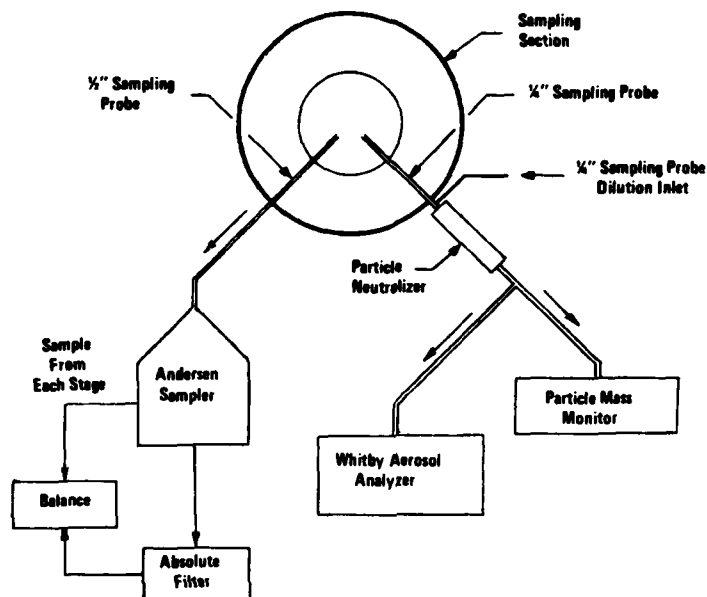 Sampling
Section
½" Sampling
Probe
¼" Sampling Probe
¼" Sampling Probe
Dilution Inlet
Particle
Neutralizer
Sample
From
Each Stage
Andersen
Sampler
Particle Mass
Monitor
Whitby Aerosol
Analyzer
Balance
Absolute
Filter